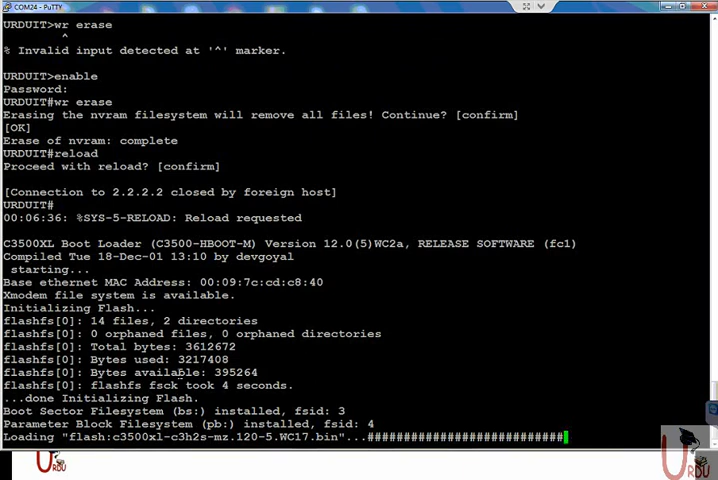 COM24 - PuTTY
URDUIT>wr erase
^
% Invalid input detected at '^' marker.
URDUIT>enable
Password:
URDUIT#wr erase
Erasing the nvram filesystem will remove all files! Continue? [confirm]
[OK]
Erase of nvram: complete
URDUIT#reload
Proceed with reload? [confirm]
[Connection to 2.2.2.2 closed by foreign host]
URDUIT#
00:06:36: %SYS-5-RELOAD: Reload requested
C3500XL Boot Loader (C3500-HBOOT-M) Version 12.0(5)WC2a, RELEASE SOFTWARE (fc1)
Compiled Tue 18-Dec-01 13:10 by devgoyal
starting...
Base ethernet MAC Address: 00:09:7c:cd:c8:40
Xmodem file system is available.
Initializing Flash...
flashfs[0]: 14 files, 2 directories
flashfs[0]: 0 orphaned files, 0 orphaned directories
flashfs[0]: Total bytes: 3612672
flashfs[0]: Bytes used: 3217408
flashfs[0]: Bytes available: 395264
flashfs[0]: flashfs fsck took 4 seconds.
...done Initializing Flash.
Boot Sector Filesystem (bs:) installed, fsid: 3
Parameter Block Filesystem (pb:) installed, fsid: 4
Loading "flash:c3500xl-c3h2s-mz.120-5.WC17.bin"...###########################
URDU
URDU